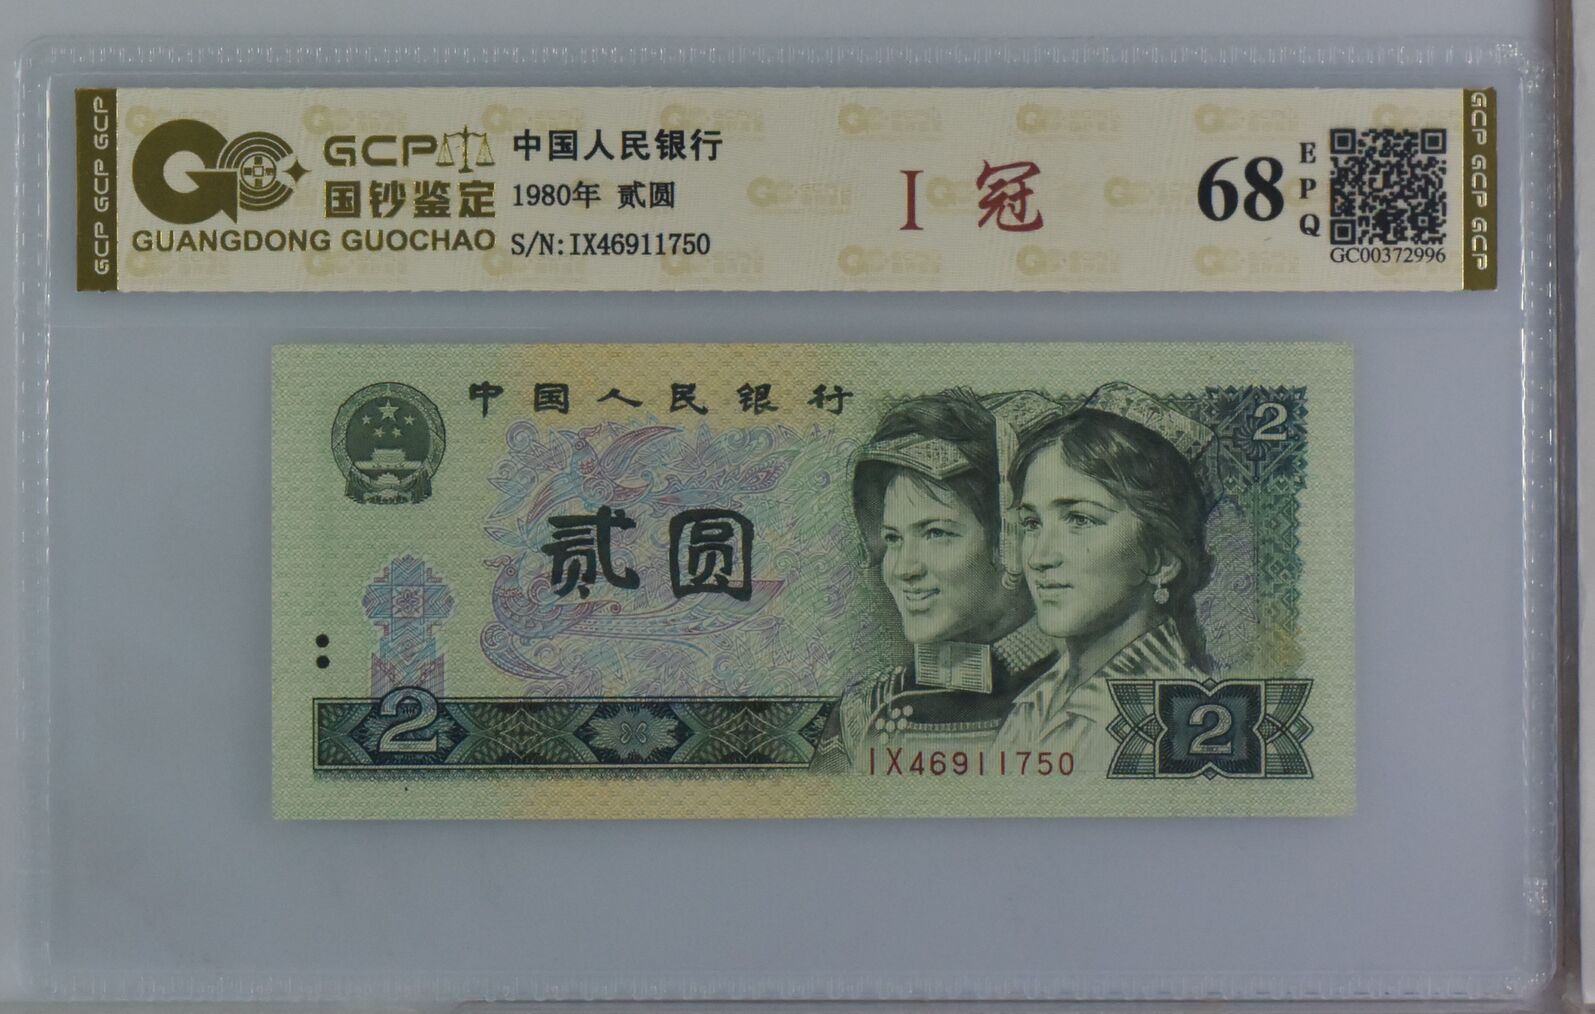 GCP GCP GCP
GCP
国钞鉴定
GUANGDONG GUOCHAO
中国人民银行
1980年 贰圆
S/N:IX46911750
I 冠
68
EPQ
GC00372996
GCP GCP GCP
中国人民银行
2
贰圆
2
2
IX46911750